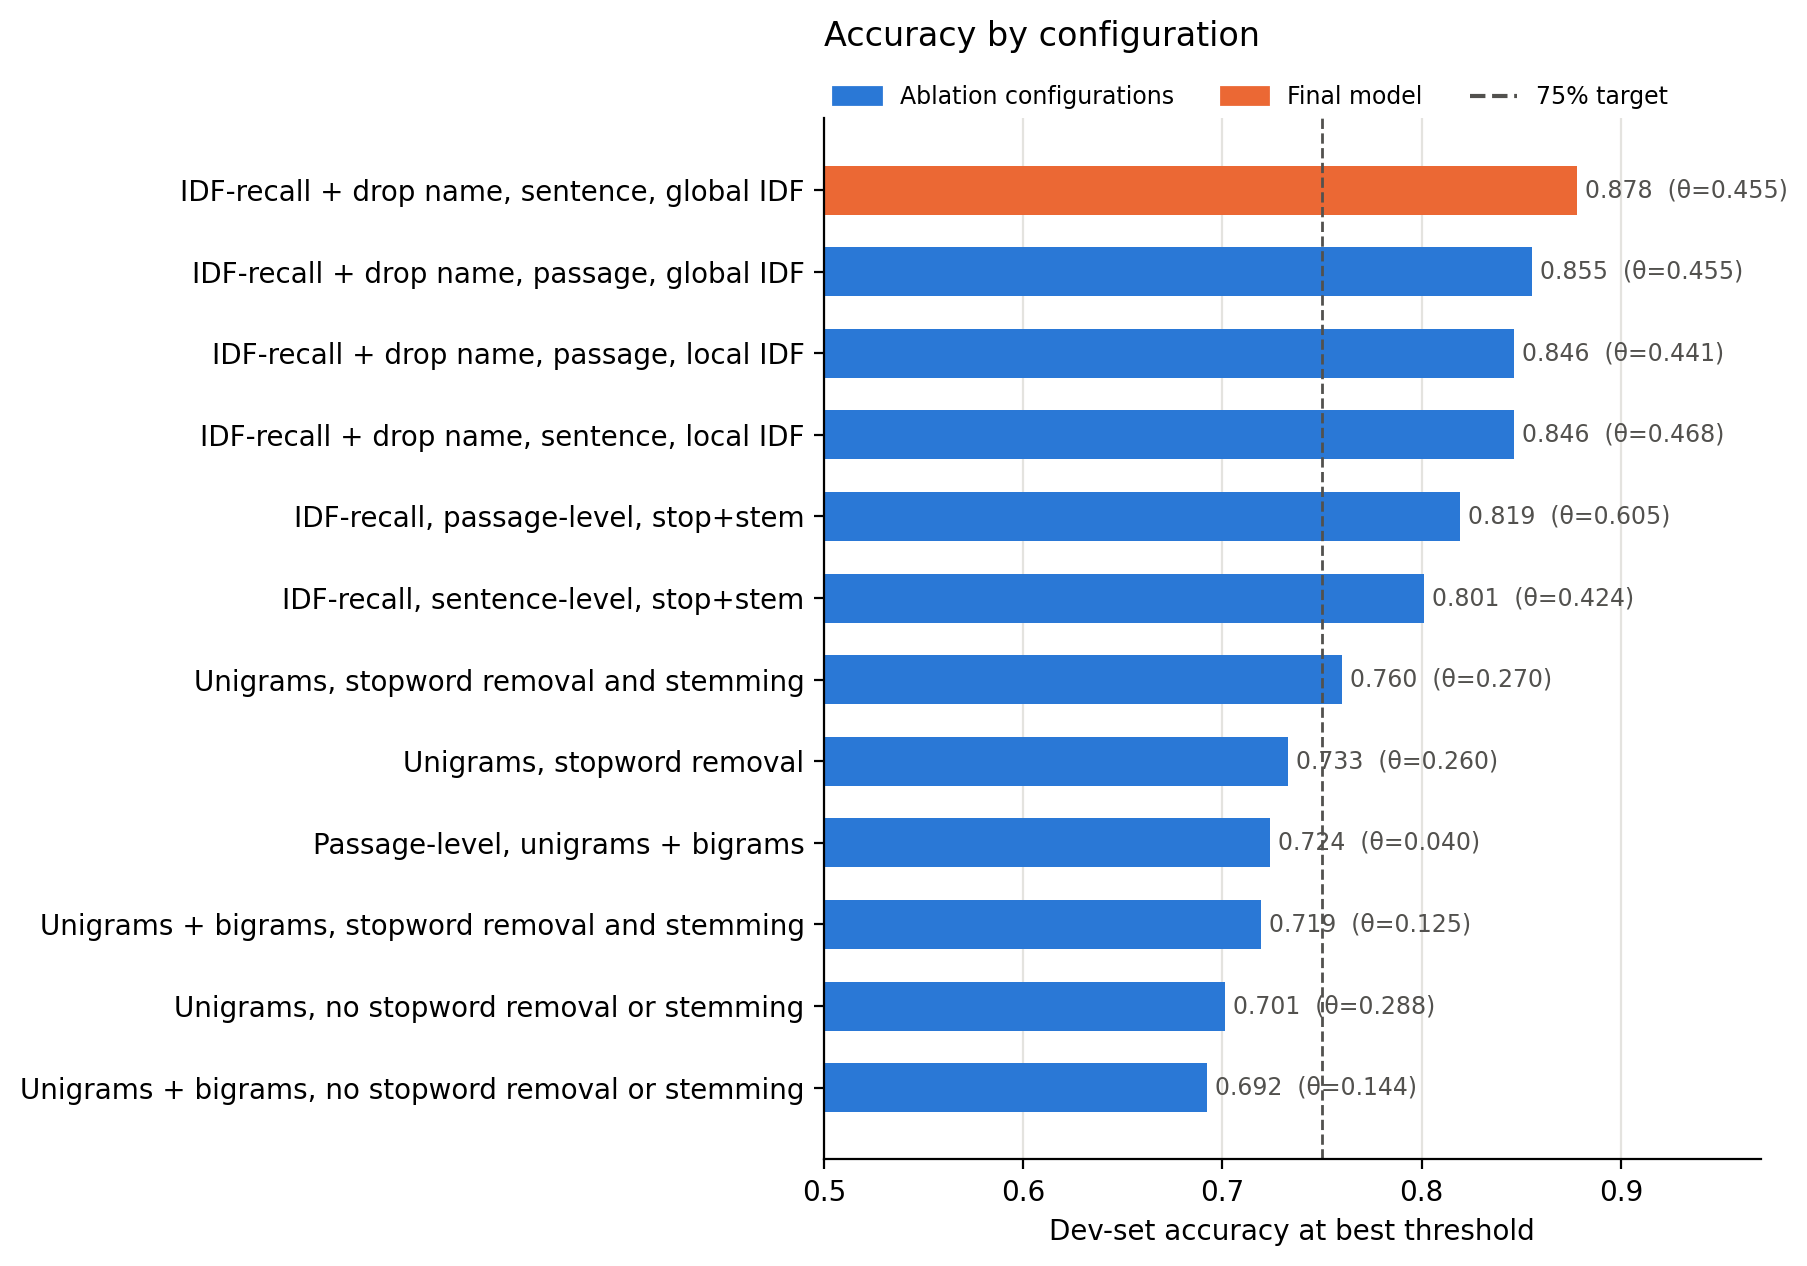 Accuracy by configuration
Ablation configurations Final model 75% target
IDF-recall + drop name, sentence, global IDF 0.878 (θ=0.455)
IDF-recall + drop name, passage, global IDF 0.855 (θ=0.455)
IDF-recall + drop name, passage, local IDF 0.846 (θ=0.441)
IDF-recall + drop name, sentence, local IDF 0.846 (θ=0.468)
IDF-recall, passage-level, stop+stem 0.819 (θ=0.605)
IDF-recall, sentence-level, stop+stem 0.801 (θ=0.424)
Unigrams, stopword removal and stemming 0.760 (θ=0.270)
Unigrams, stopword removal 0.733 (θ=0.260)
Passage-level, unigrams + bigrams 0.724 (θ=0.040)
Unigrams + bigrams, stopword removal and stemming 0.719 (θ=0.125)
Unigrams, no stopword removal or stemming 0.701 (θ=0.288)
Unigrams + bigrams, no stopword removal or stemming 0.692 (θ=0.144)
0.5 0.6 0.7 0.8 0.9
Dev-set accuracy at best threshold